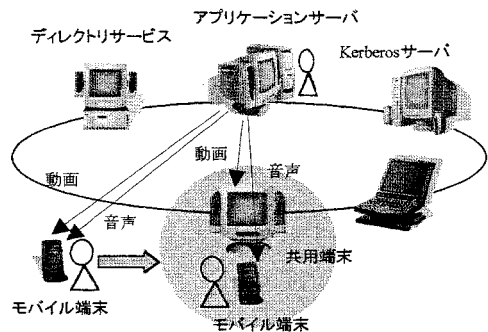 アプリケーションサーバ
ディレクトリサービス
Kerberosサーバ
動画
音声
動画
音声
共用端末
モバイル端末
モバイル端末